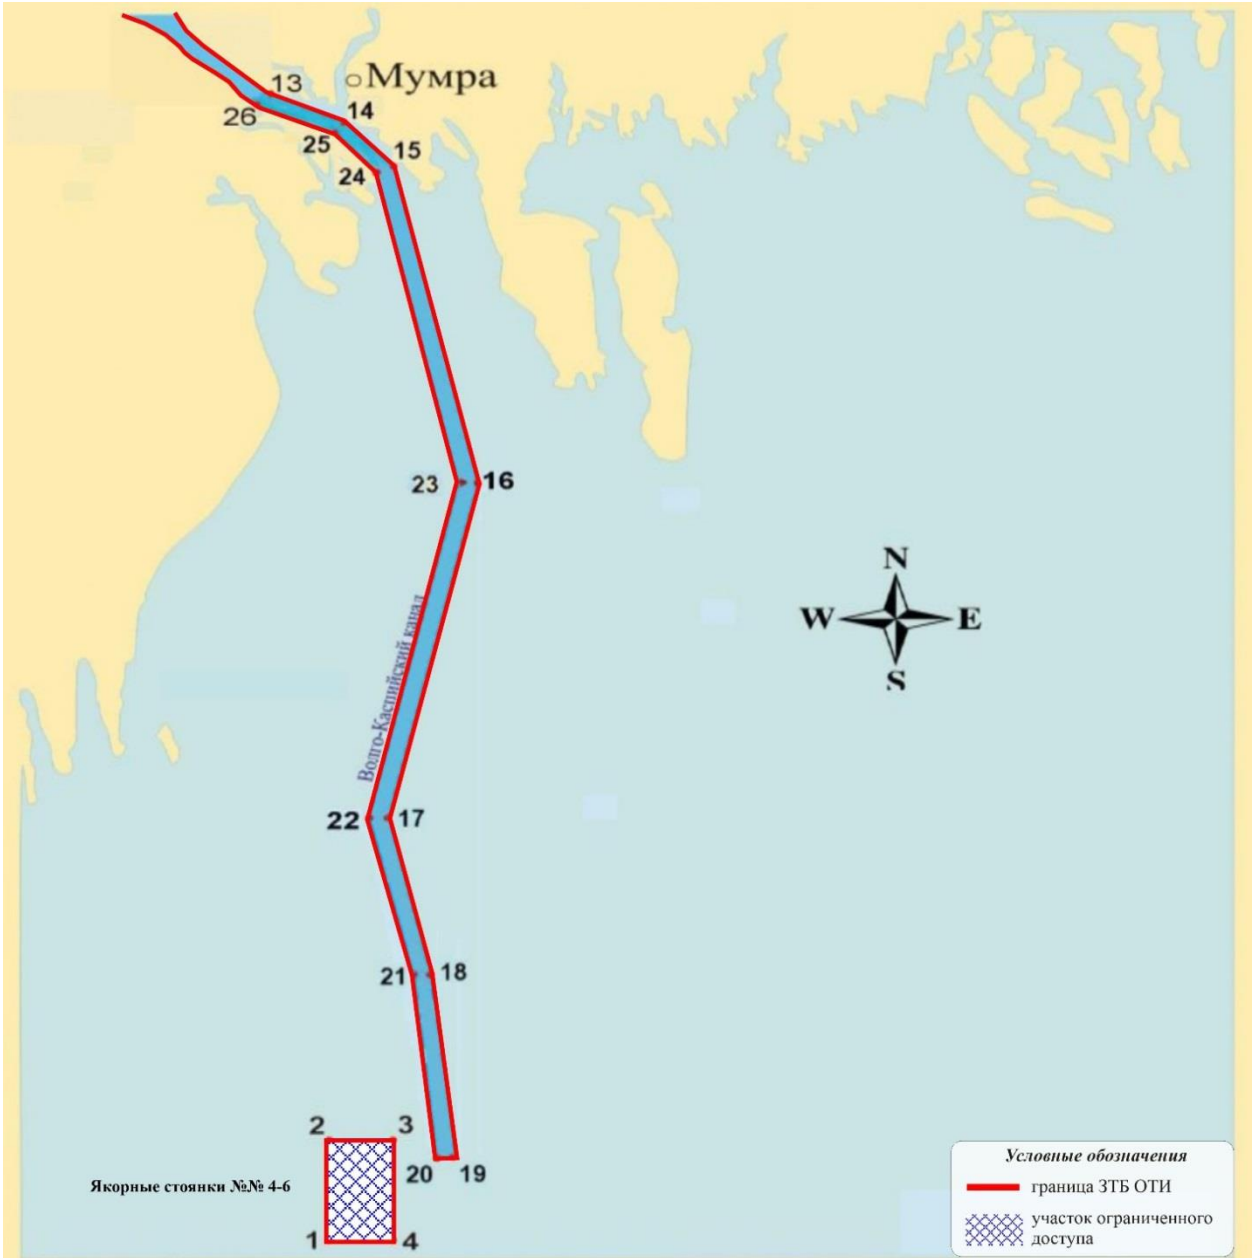 13
Мумра
26
14
25
15
24
N
W
E
S
23
16
Волго-Каспийский канал
22
17
21
18
2
3
20
19
Якорные стоянки №№ 4-6
1
4
Условные обозначения
граница ЗТБ ОТИ
участок ограниченного
доступа